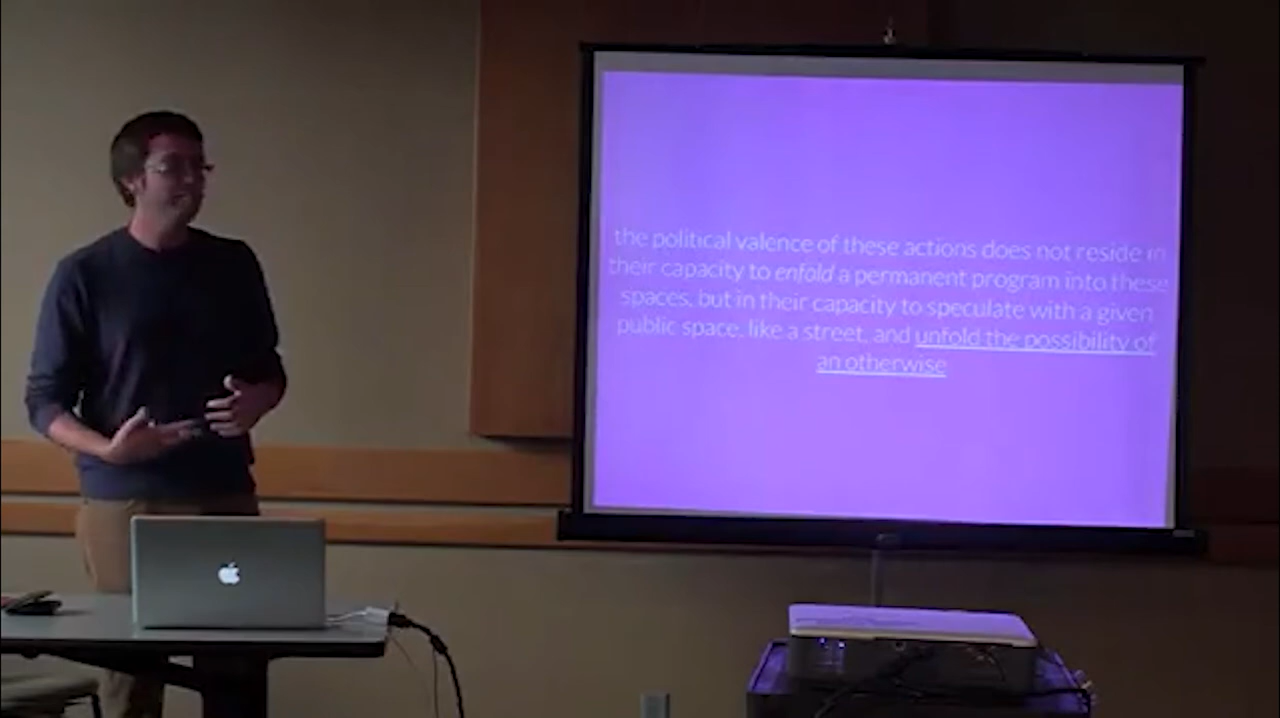 the political valence of these actions does not reside in
their capacity to enfold a permanent program into these
spaces, but in their capacity to speculate with a given
public space, like a street, and unfold the possibility of
an otherwise